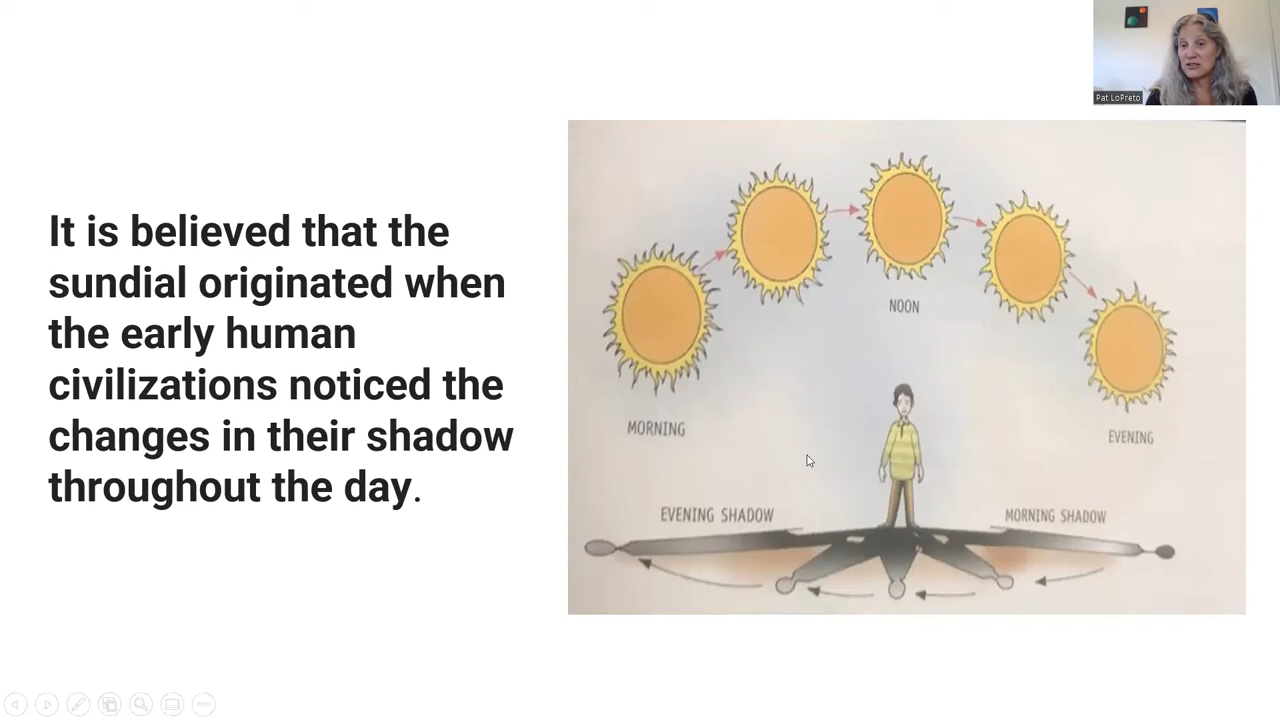 Pat LoPreto
It is believed that the
sundial originated when
the early human
civilizations noticed the
changes in their shadow
throughout the day.
NOON
MORNING
EVENING
EVENING SHADOW
MORNING SHADOW